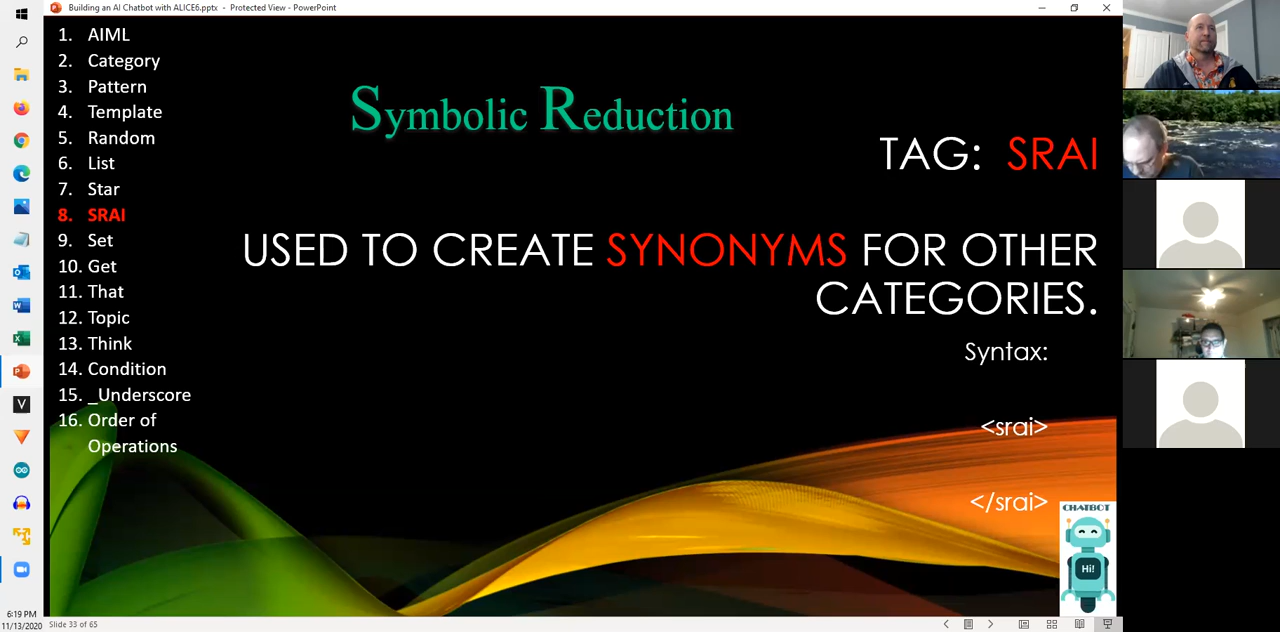 Building an AI Chatbot with ALICE6.pptx - Protected View - PowerPoint
1. AIML
2. Category
3. Pattern
4. Template
5. Random
6. List
7. Star
8. SRAI
9. Set
10. Get
11. That
12. Topic
13. Think
14. Condition
15. _Underscore
16. Order of
Operations
Symbolic Reduction
TAG: SRAI
USED TO CREATE SYNONYMS FOR OTHER
CATEGORIES.
Syntax:
<srai>
</srai>
CHATBOT
Hi!
V
6:19 PM
11/13/2020
Slide 33 of 65